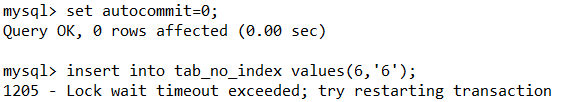 mysql> set autocommit=0;
Query OK, 0 rows affected (0.00 sec)
mysql> insert into tab_no_index values(6,'6');
1205 - Lock wait timeout exceeded; try restarting transaction